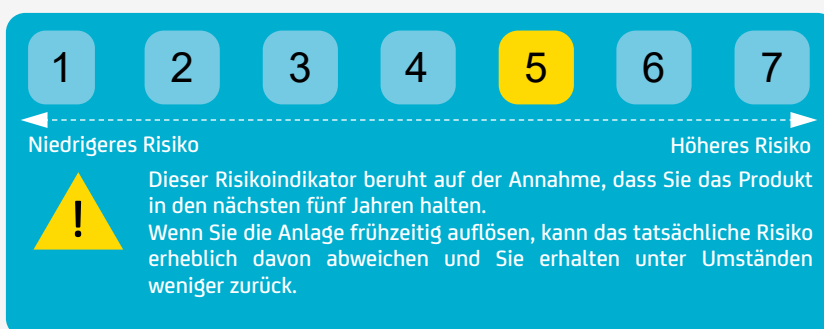 1 2 3 4 5 6 7
Niedrigeres Risiko Höheres Risiko
!
Dieser Risikoindikator beruht auf der Annahme, dass Sie das Produkt
in den nächsten fünf Jahren halten.
Wenn Sie die Anlage frühzeitig auflösen, kann das tatsächliche Risiko
erheblich davon abweichen und Sie erhalten unter Umständen
weniger zurück.